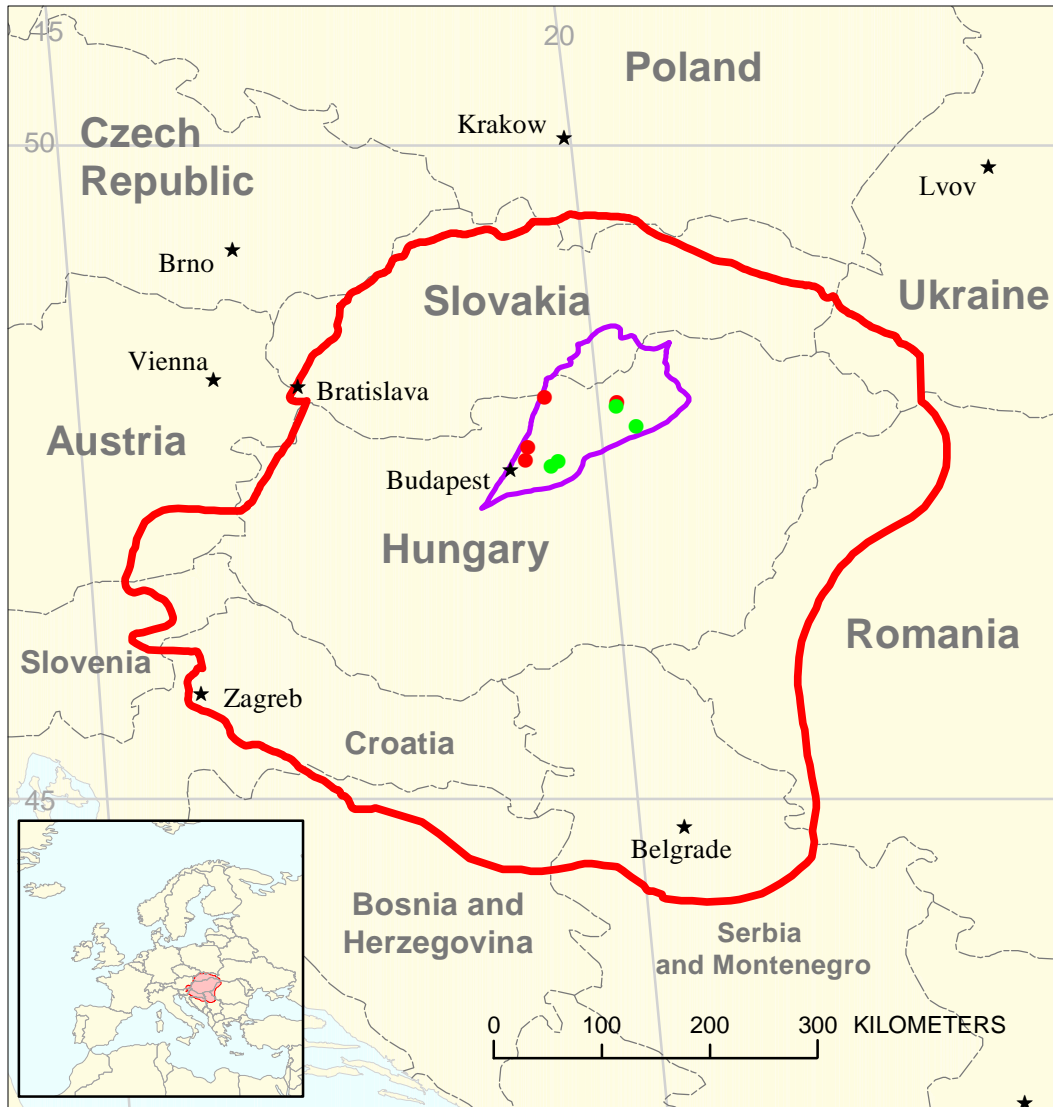 15
20
Poland
Krakow
Czech
Republic
50
Lvov
Brno
Ukraine
Slovakia
Vienna
Bratislava
Austria
Budapest
Hungary
Romania
Slovenia
Zagreb
Croatia
45
Belgrade
Bosnia and
Herzegovina
Serbia
and Montenegro
0 100 200 300 KILOMETERS